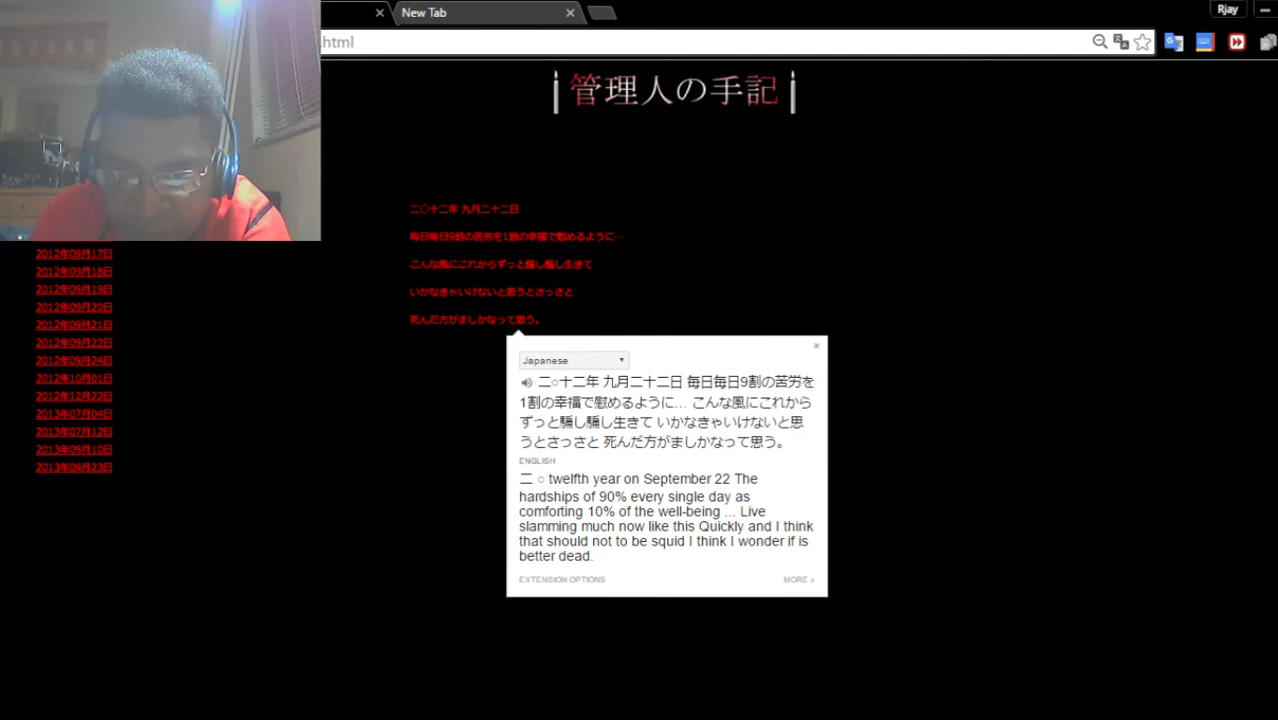 New Tab
Rjay
.html
管理人の手記
二〇十二年 九月二十二日
毎日毎日9割の苦労を1割の幸福で慰めるように…
こんな風にこれからずっと騙し騙し生きて
いかなきゃいけないと思うとさっさと
死んだ方がましかなって思う。
2012年09月17日
2012年09月18日
2012年09月19日
2012年09月20日
2012年09月21日
2012年09月22日
2012年09月24日
2012年10月01日
2012年12月22日
2013年07月04日
2013年07月12日
2013年09月10日
2013年09月23日
Japanese
二○十二年 九月二十二日 毎日毎日9割の苦労を
1割の幸福で慰めるように… こんな風にこれから
ずっと騙し騙し生きて いかなきゃいけないと思
うとさっさと 死んだ方がましかなって思う。
ENGLISH
二 ○ twelfth year on September 22 The
hardships of 90% every single day as
comforting 10% of the well-being ... Live
slamming much now like this Quickly and I think
that should not to be squid I think I wonder if is
better dead.
EXTENSION OPTIONS
MORE »